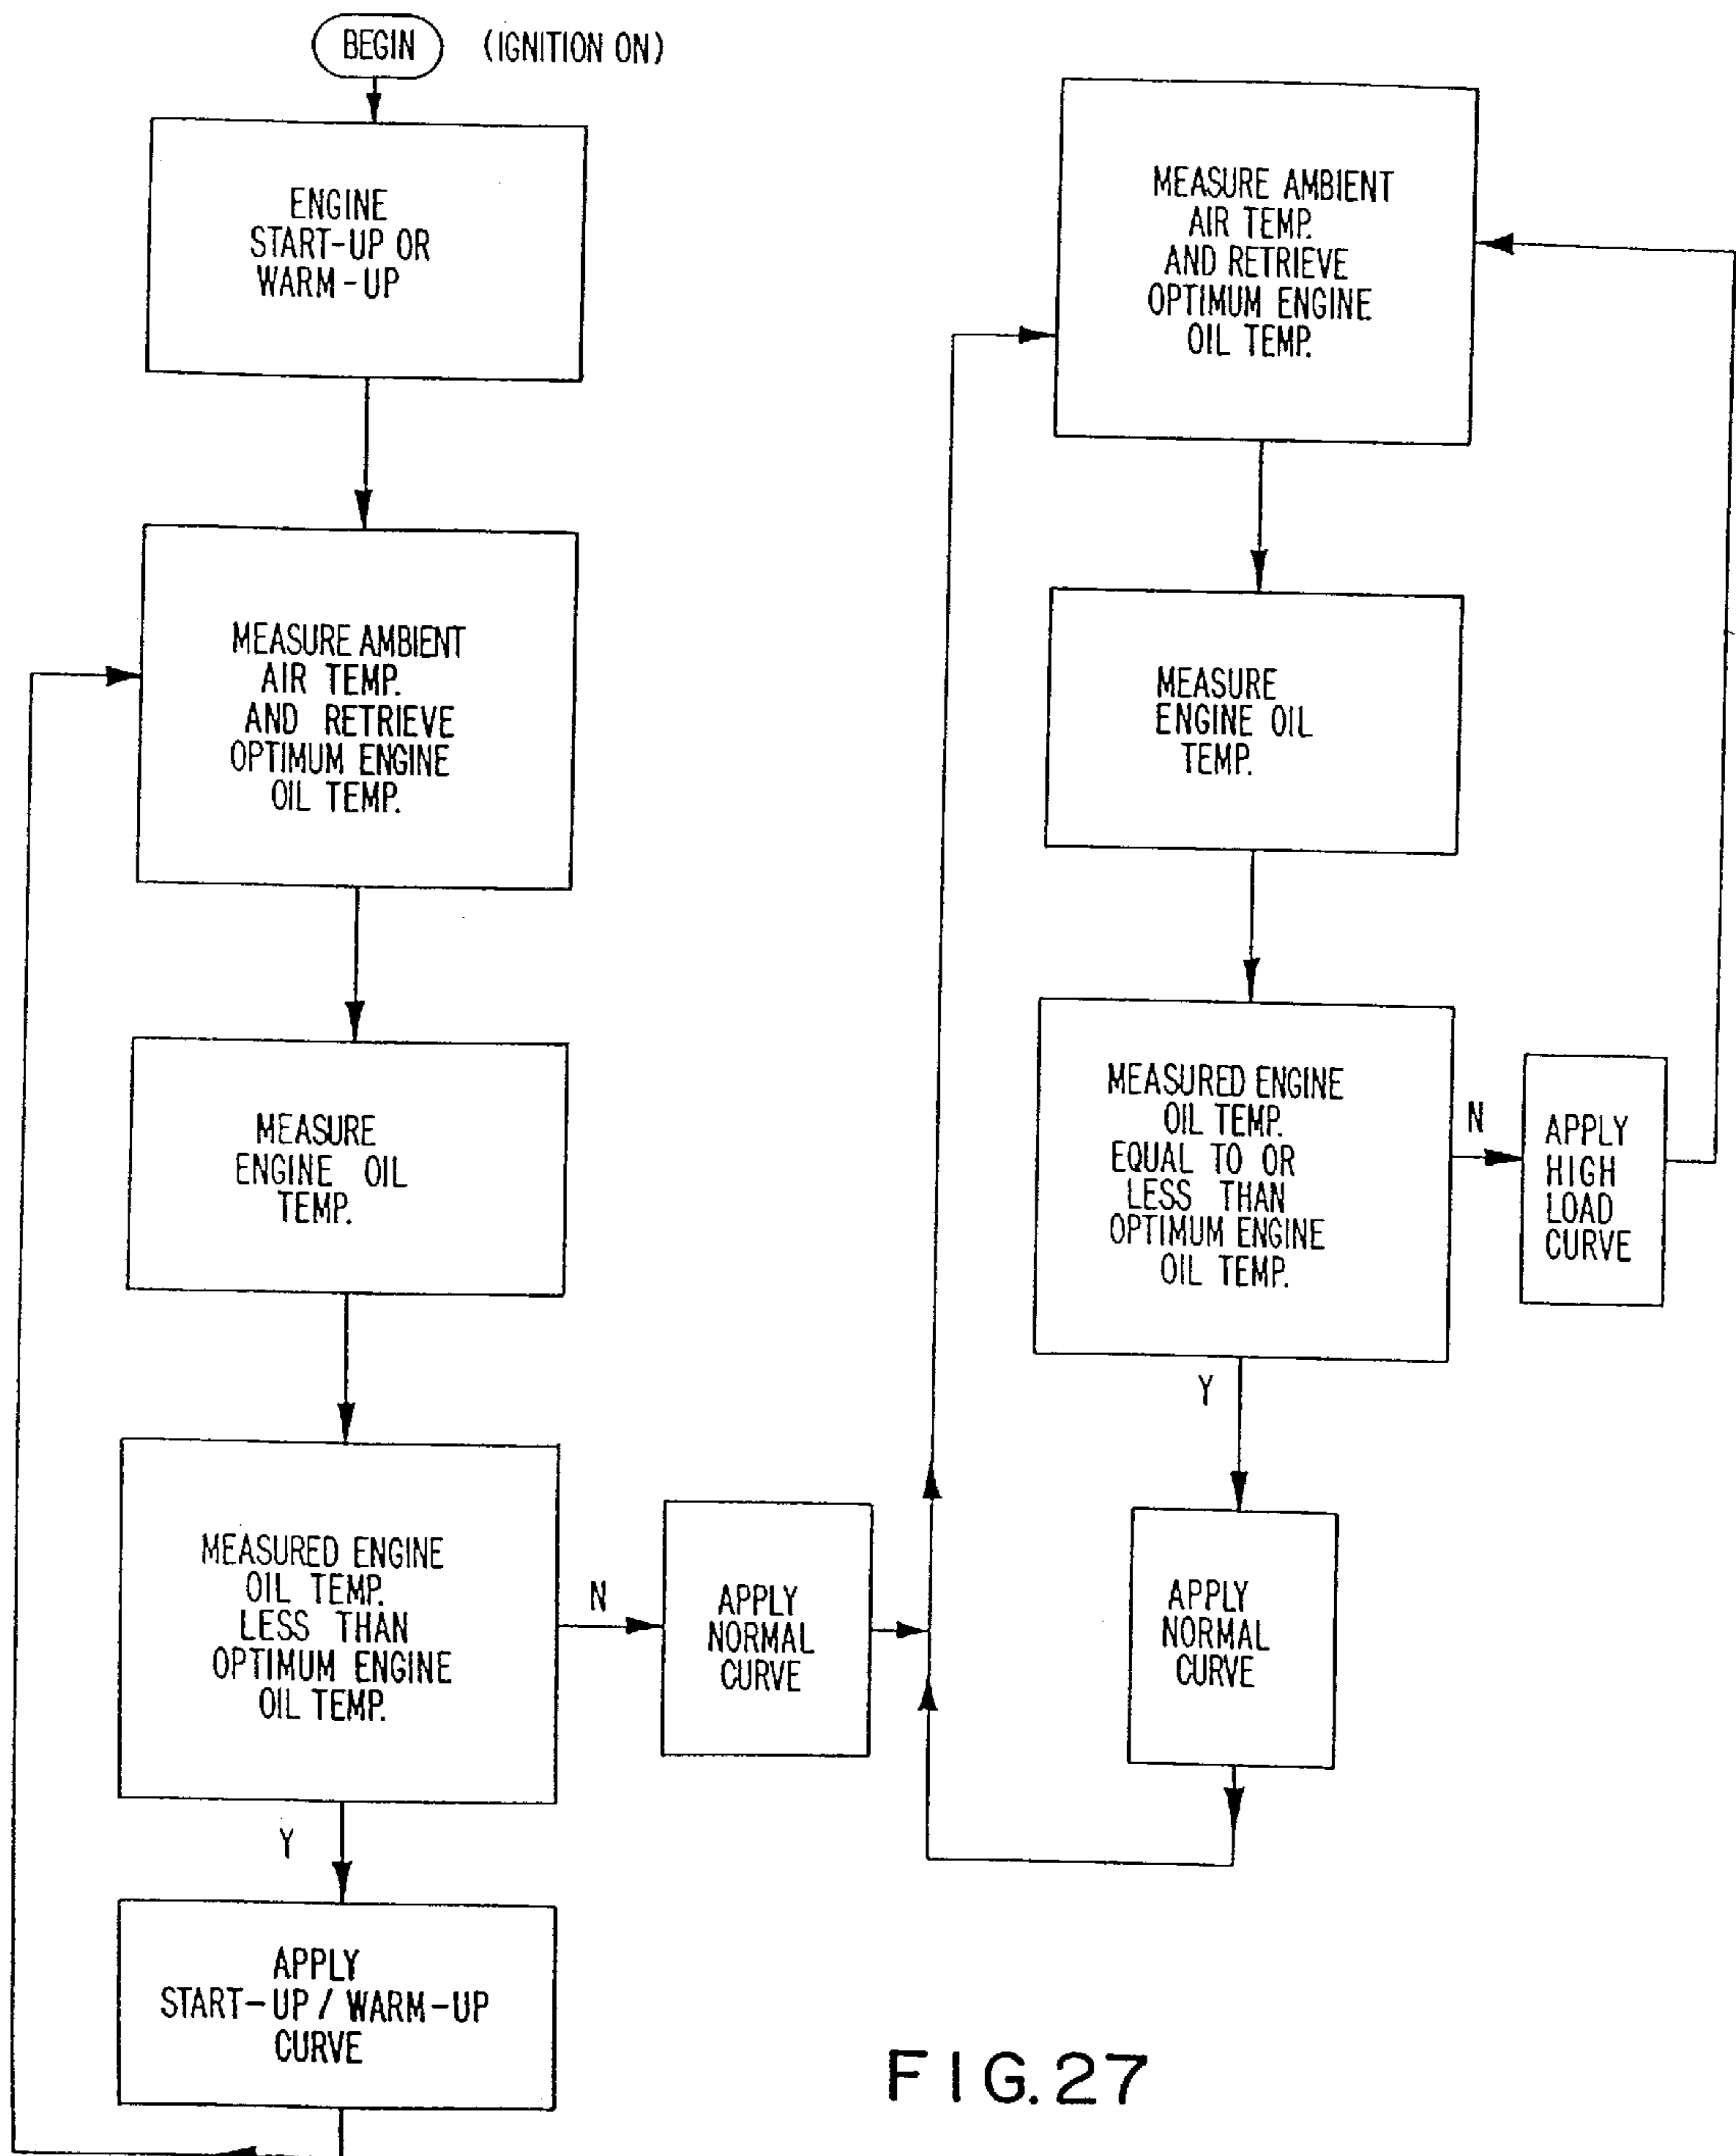 BEGIN (IGNITION ON)
ENGINE
START-UP OR
WARM-UP
MEASURE AMBIENT
AIR TEMP.
AND RETRIEVE
OPTIMUM ENGINE
OIL TEMP.
MEASURE
ENGINE OIL
TEMP.
MEASURED ENGINE
OIL TEMP.
LESS THAN
OPTIMUM ENGINE
OIL TEMP.
N
APPLY
NORMAL
CURVE
Y
APPLY
START-UP / WARM-UP
CURVE
MEASURE AMBIENT
AIR TEMP.
AND RETRIEVE
OPTIMUM ENGINE
OIL TEMP.
MEASURE
ENGINE OIL
TEMP.
MEASURED ENGINE
OIL TEMP.
EQUAL TO OR
LESS THAN
OPTIMUM ENGINE
OIL TEMP.
N
APPLY
HIGH
LOAD
CURVE
Y
APPLY
NORMAL
CURVE
FIG.27